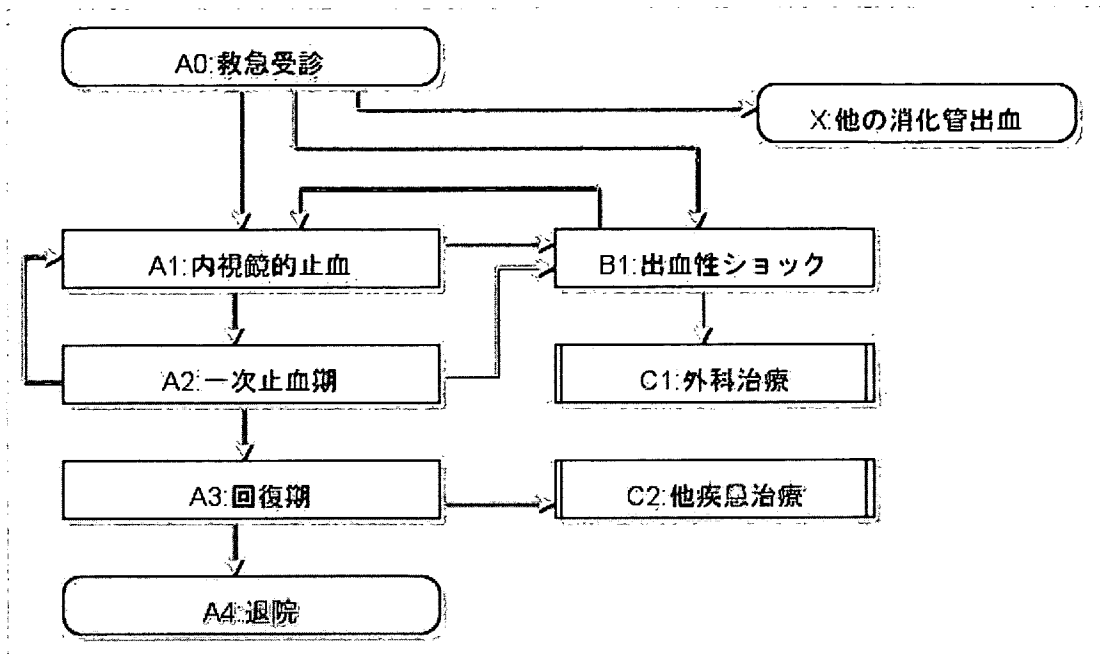 A0:救急受診
X:他の消化管出血
A1:内視鏡的止血
B1:出血性ショック
A2:一次止血期
C1:外科治療
A3:回復期
C2:他疾患治療
A4:退院